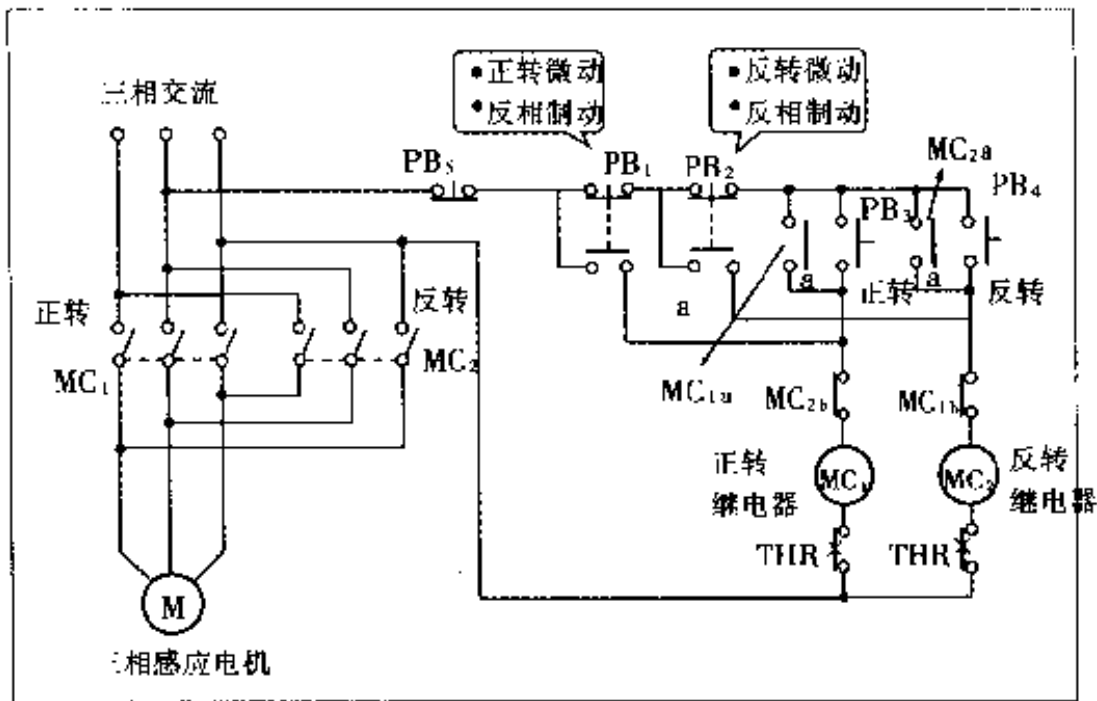 三相交流
● 正转微动
● 反相制动
● 反转微动
● 反相制动
PB₅
PB₁
PB₂
MC₂a
PB₃
PB₄
a
正转
a
反转
a
正转
反转
MC₁
MC₂
MC₁a
MC₂b
MC₁b
正转
继电器
MC₁
反转
继电器
MC₂
THR
THR
M
三相感应电机